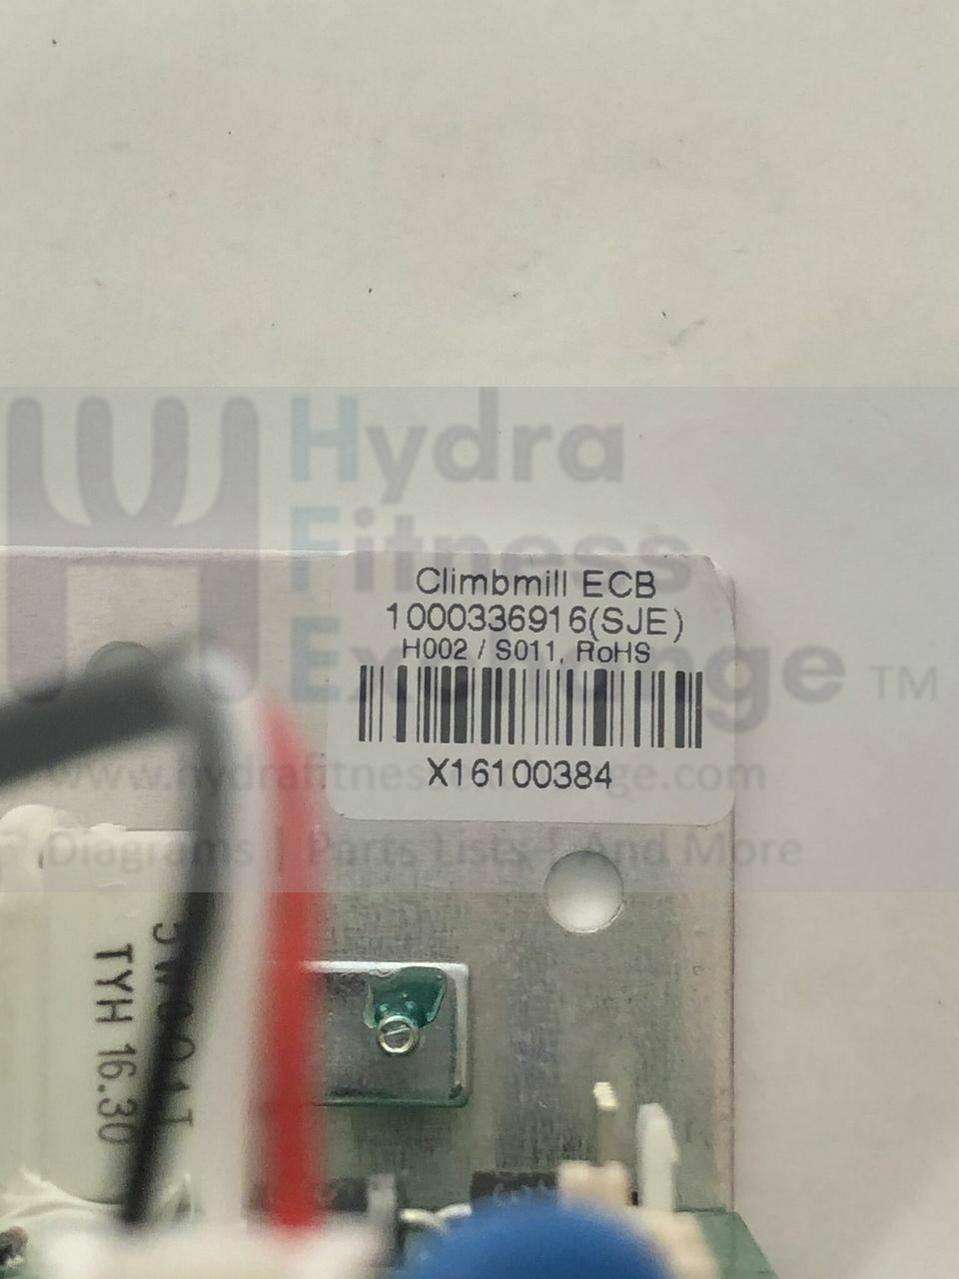 Hydra
Fitness
Exchange TM
www.hydrafitnessexchange.com
Diagrams | Parts Lists | And More
Climbmill ECB
1000336916(SJE)
H002 / S011, RoHS
X16100384
TYH 16.30